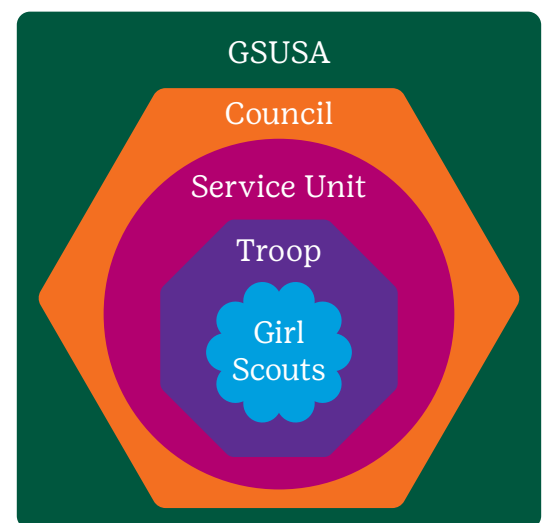 GSUSA
Council
Service Unit
Troop
Girl
Scouts